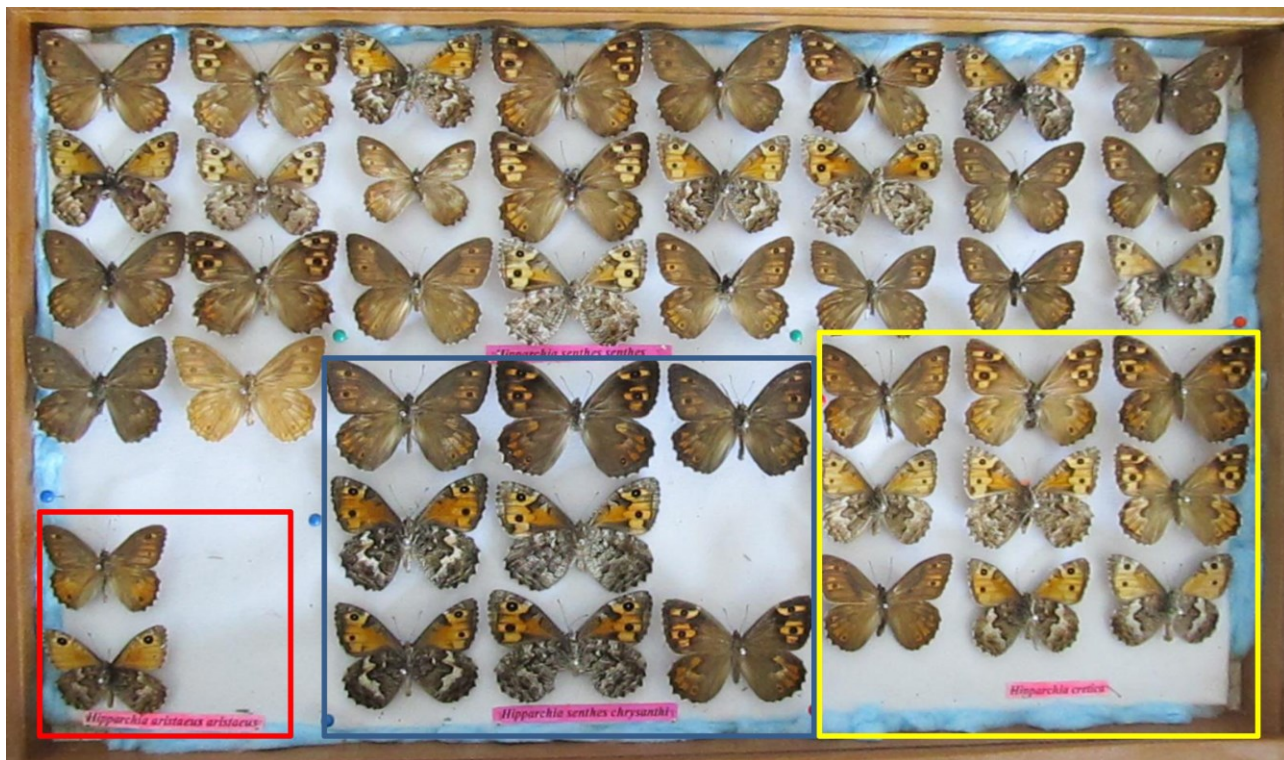 Hipparchia senthes senthes
Hipparchia aristaeus aristaeus
Hipparchia senthes chrysanthi
Hipparchia cretica